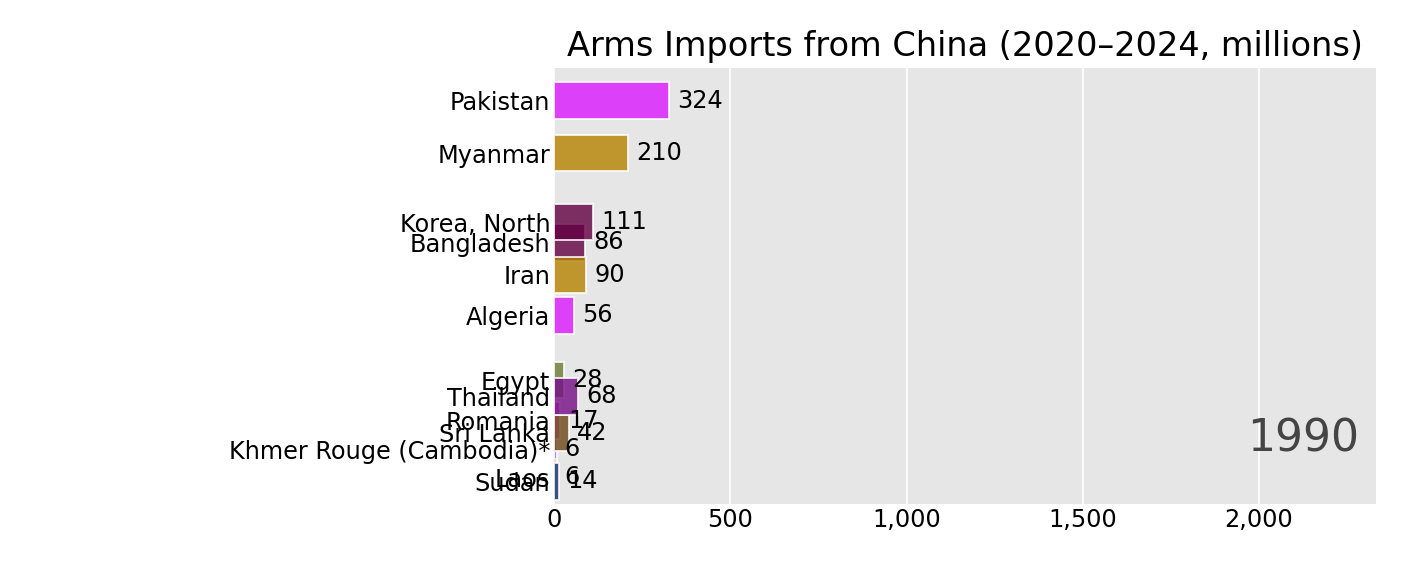 Arms Imports from China (2020–2024, millions)
Pakistan 324
Myanmar 210
Korea, North 111
Bangladesh 86
Iran 90
Algeria 56
Egypt 28
Thailand 68
Romania 17
Sri Lanka 42
Khmer Rouge (Cambodia)* 6
Laos 6
Sudan 14
1990
0 500 1,000 1,500 2,000